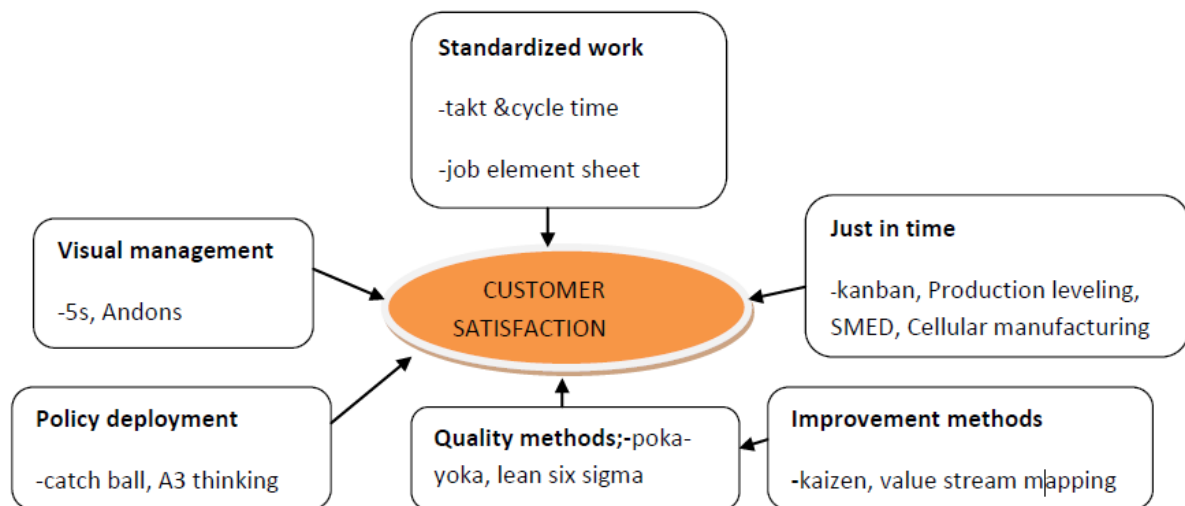 Standardized work
-takt &cycle time
-job element sheet
Visual management
-5s, Andons
Just in time
-kanban, Production leveling,
SMED, Cellular manufacturing
CUSTOMER
SATISFACTION
Policy deployment
-catch ball, A3 thinking
Quality methods;-poka-
yoka, lean six sigma
Improvement methods
-kaizen, value stream mapping